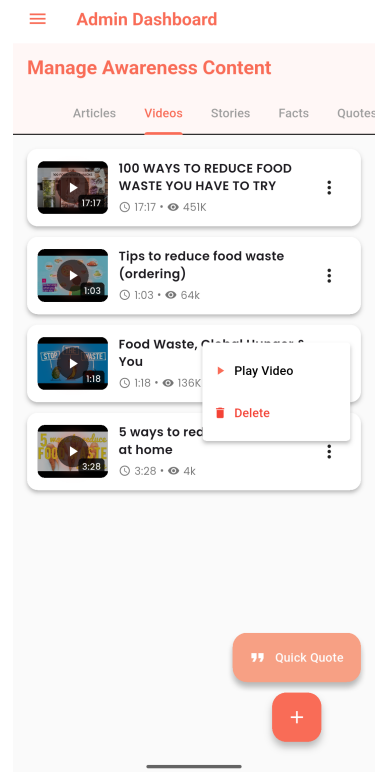 Admin Dashboard
Manage Awareness Content
Articles Videos Stories Facts Quotes
100 WAYS TO REDUCE FOOD
WASTE YOU HAVE TO TRY
17:17
17:17 • 451K
Tips to reduce food waste
(ordering)
1:03
1:03 • 64k
Food Waste, Global Hunger &
You
1:18
1:18 • 136K
Play Video
Delete
5 ways to red
at home
3:28
3:28 • 4k
Quick Quote
+